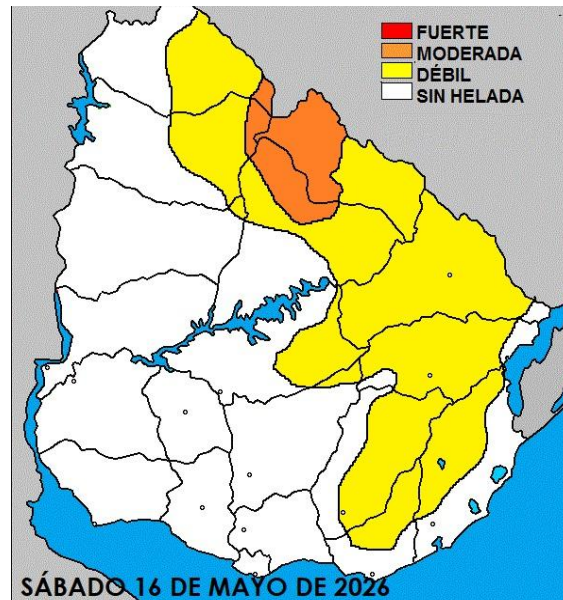 FUERTE
MODERADA
DÉBIL
SIN HELADA
SÁBADO 16 DE MAYO DE 2026